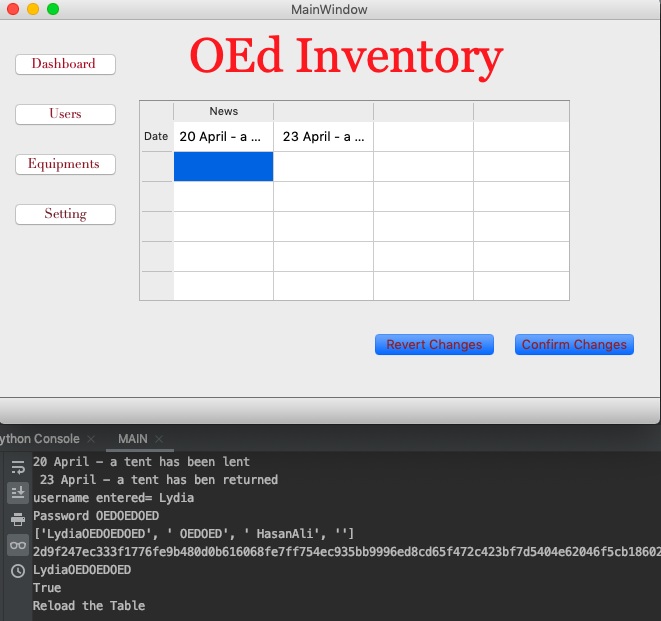 MainWindow
OEd Inventory
Dashboard
Users
Equipments
Setting
News
Date 20 April - a ... 23 April - a ...
Revert Changes Confirm Changes
ython Console MAIN
20 April - a tent has been lent
23 April - a tent has ben returned
username entered= Lydia
Password OEDOEDOED
['LydiaOEDOEDOED', ' OEDOED', ' HasanAli', '']
2d9f247ec333f1776fe9b480d0b616068fe7ff754ec935bb9996ed8cd65f472c423bf7d5404e62046f5cb18602
LydiaOEDOEDOED
True
Reload the Table